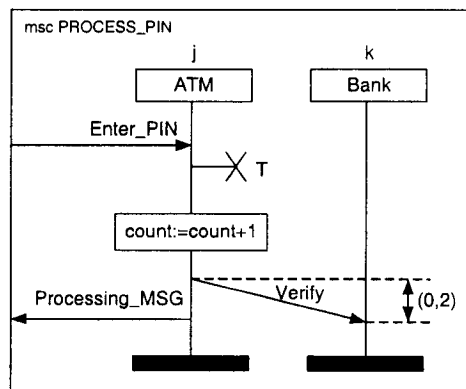 msc PROCESS_PIN
j
k
ATM
Bank
Enter_PIN
T
count:=count+1
Processing_MSG
Verify
(0,2)